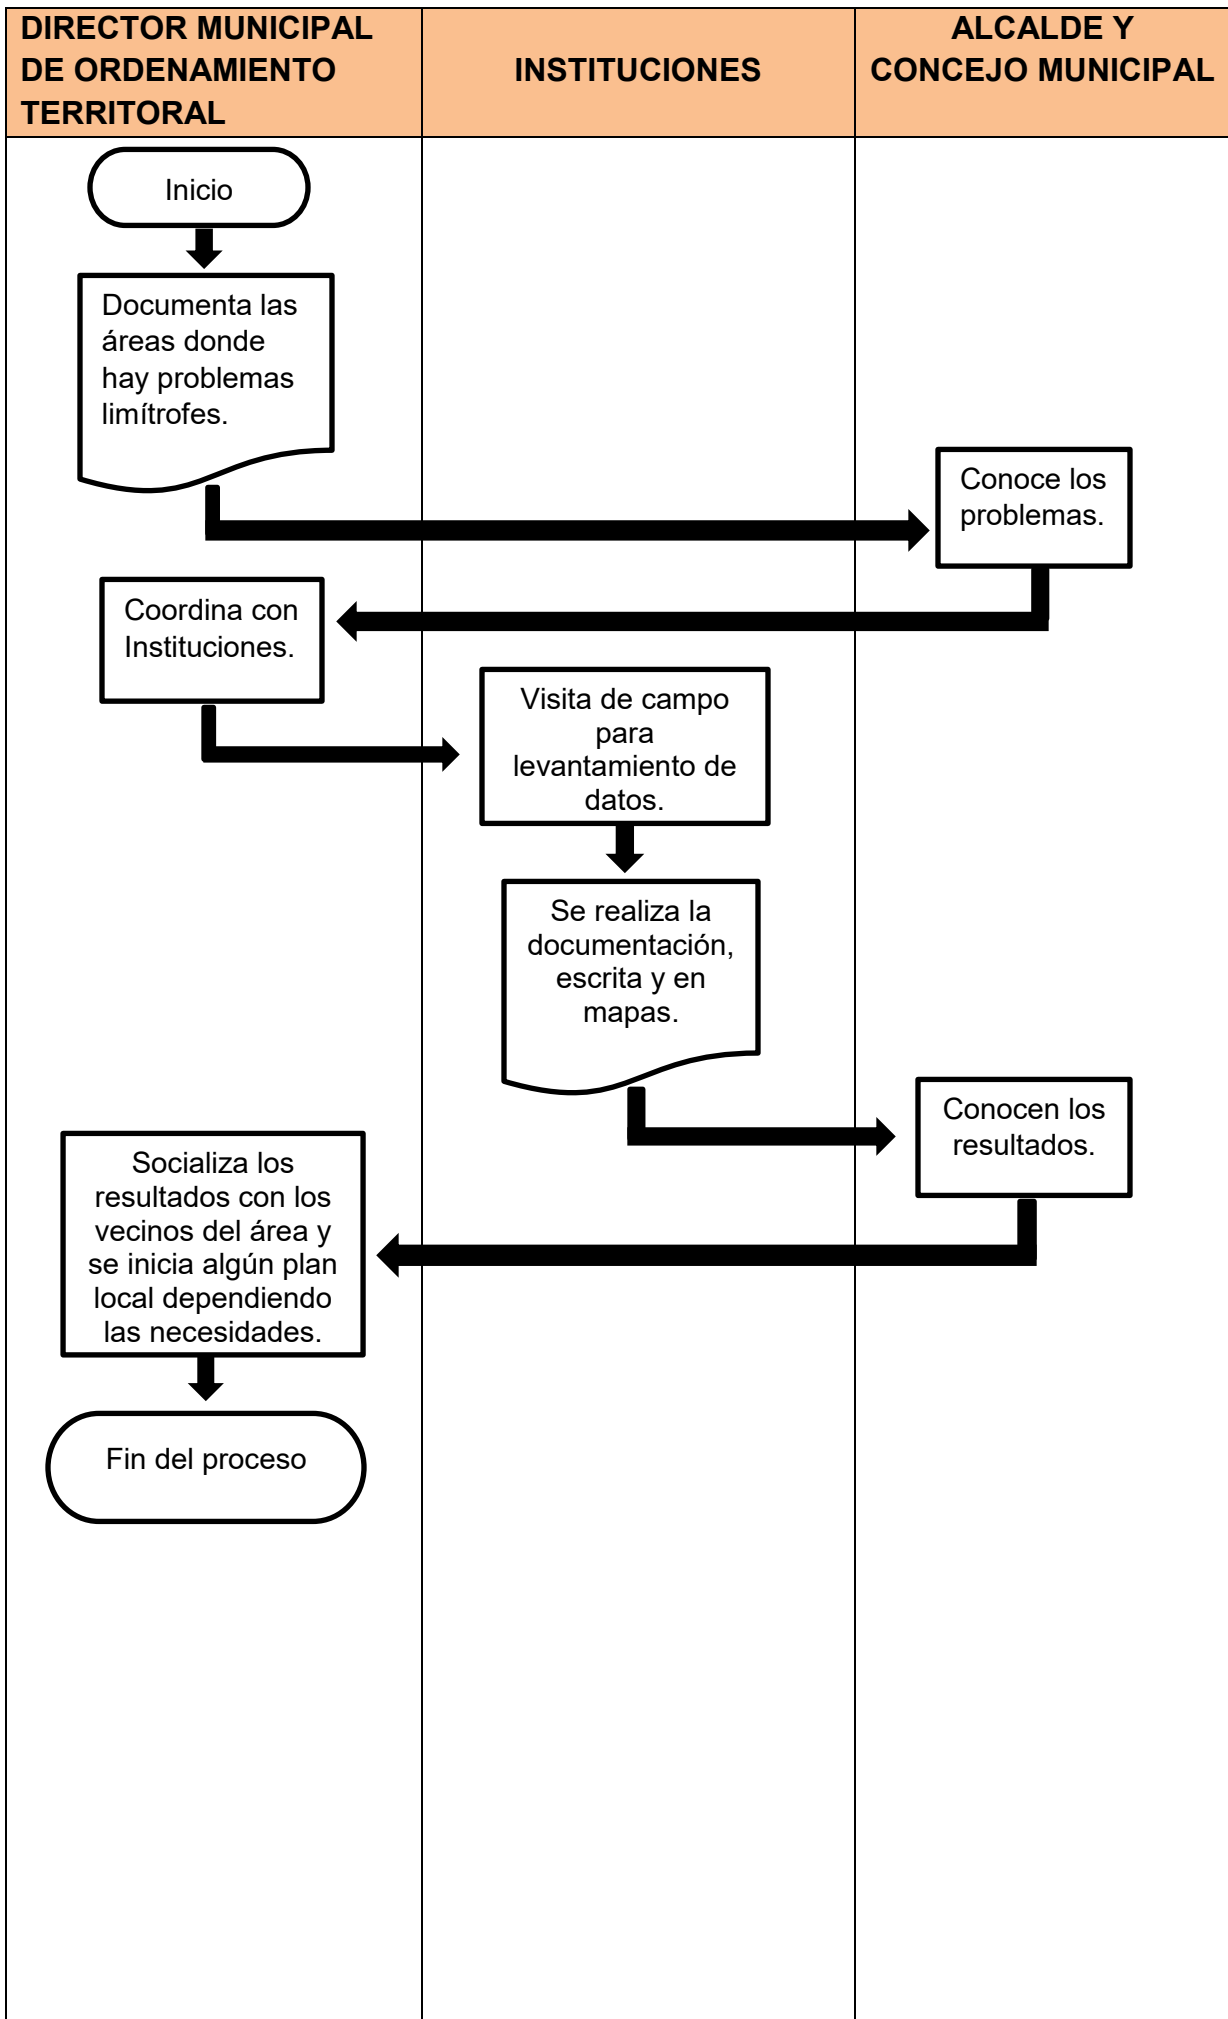 DIRECTOR MUNICIPAL
DE ORDENAMIENTO
TERRITORAL
INSTITUCIONES
ALCALDE Y
CONCEJO MUNICIPAL
Inicio
Documenta las
áreas donde
hay problemas
limítrofes.
Conoce los
problemas.
Coordina con
Instituciones.
Visita de campo
para
levantamiento de
datos.
Se realiza la
documentación,
escrita y en
mapas.
Conocen los
resultados.
Socializa los
resultados con los
vecinos del área y
se inicia algún plan
local dependiendo
las necesidades.
Fin del proceso